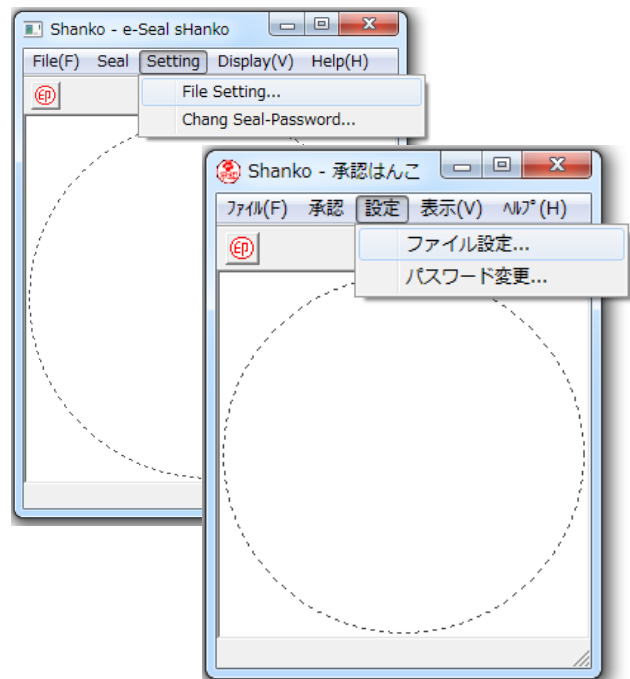 Shanko - e-Seal sHanko
File(F) Seal Setting Display(V) Help(H)
印
File Setting...
Chang Seal-Password...
Shanko - 承認はんこ
ﾌｧｲﾙ(F) 承認 設定 表示(V) ﾍﾙﾌﾟ(H)
印
ファイル設定...
パスワード変更...